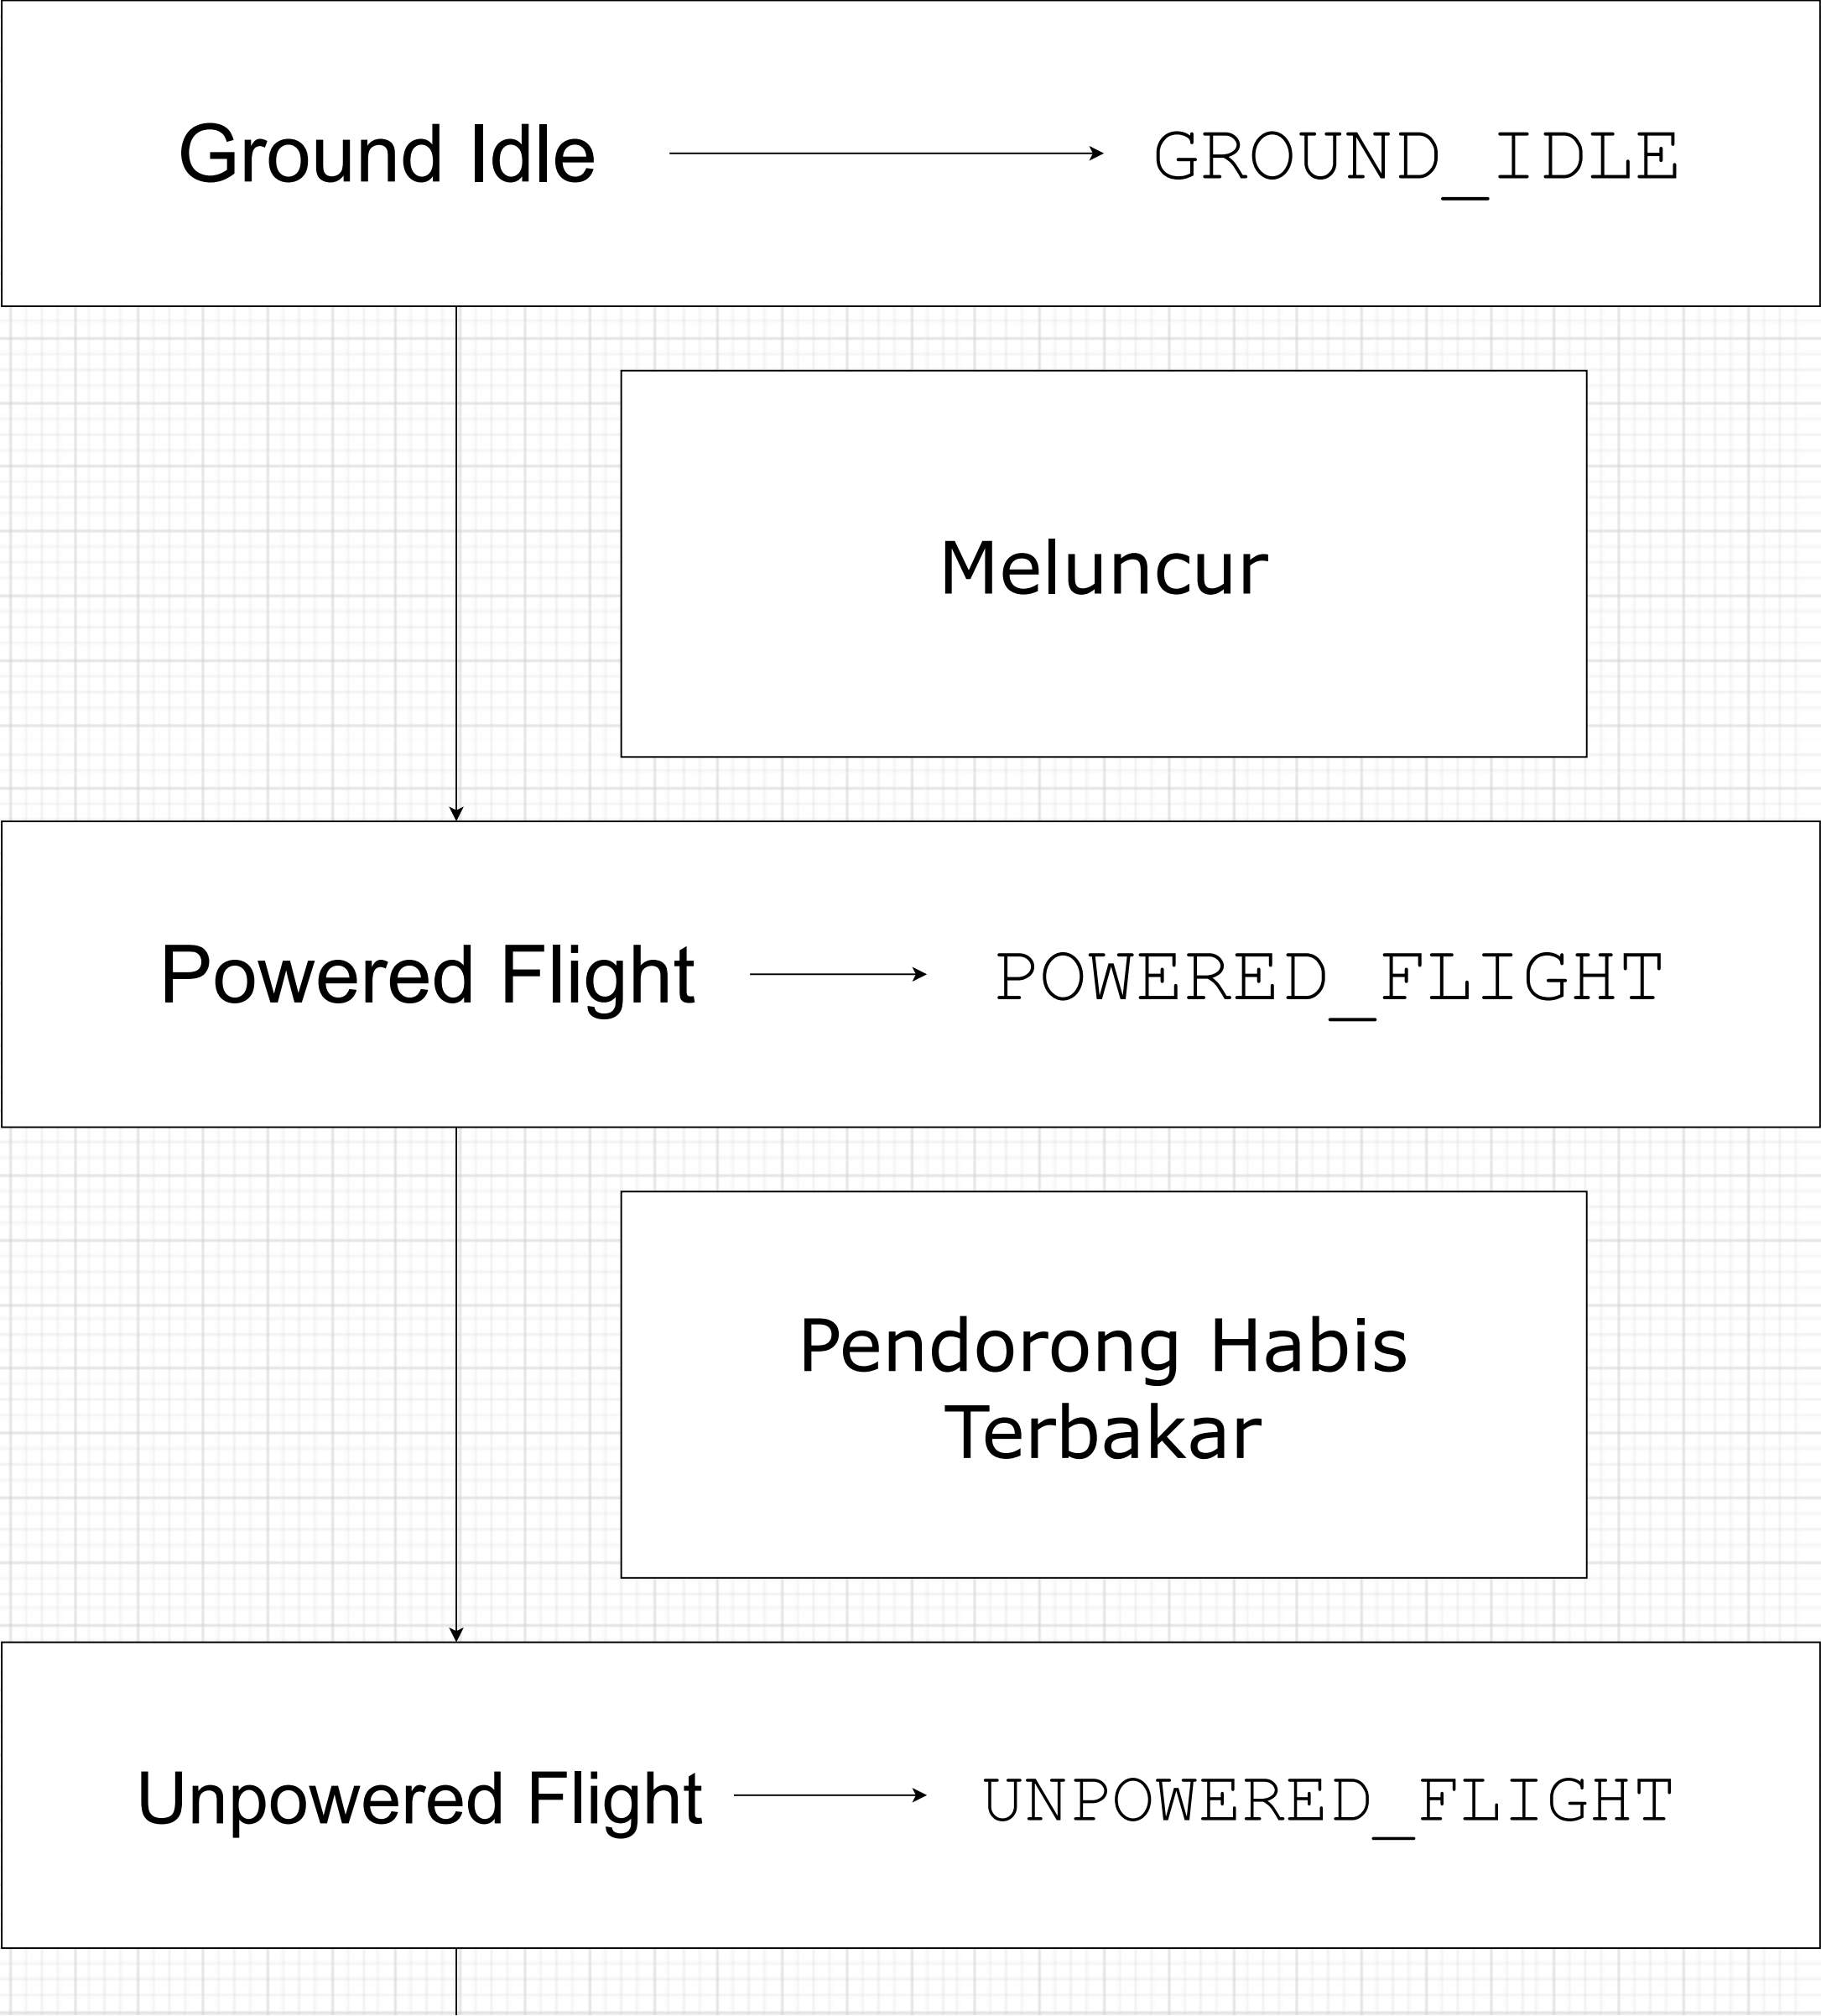 Ground Idle GROUND_IDLE
Meluncur
Powered Flight POWERED_FLIGHT
Pendorong Habis
Terbakar
Unpowered Flight UNPOWERED_FLIGHT